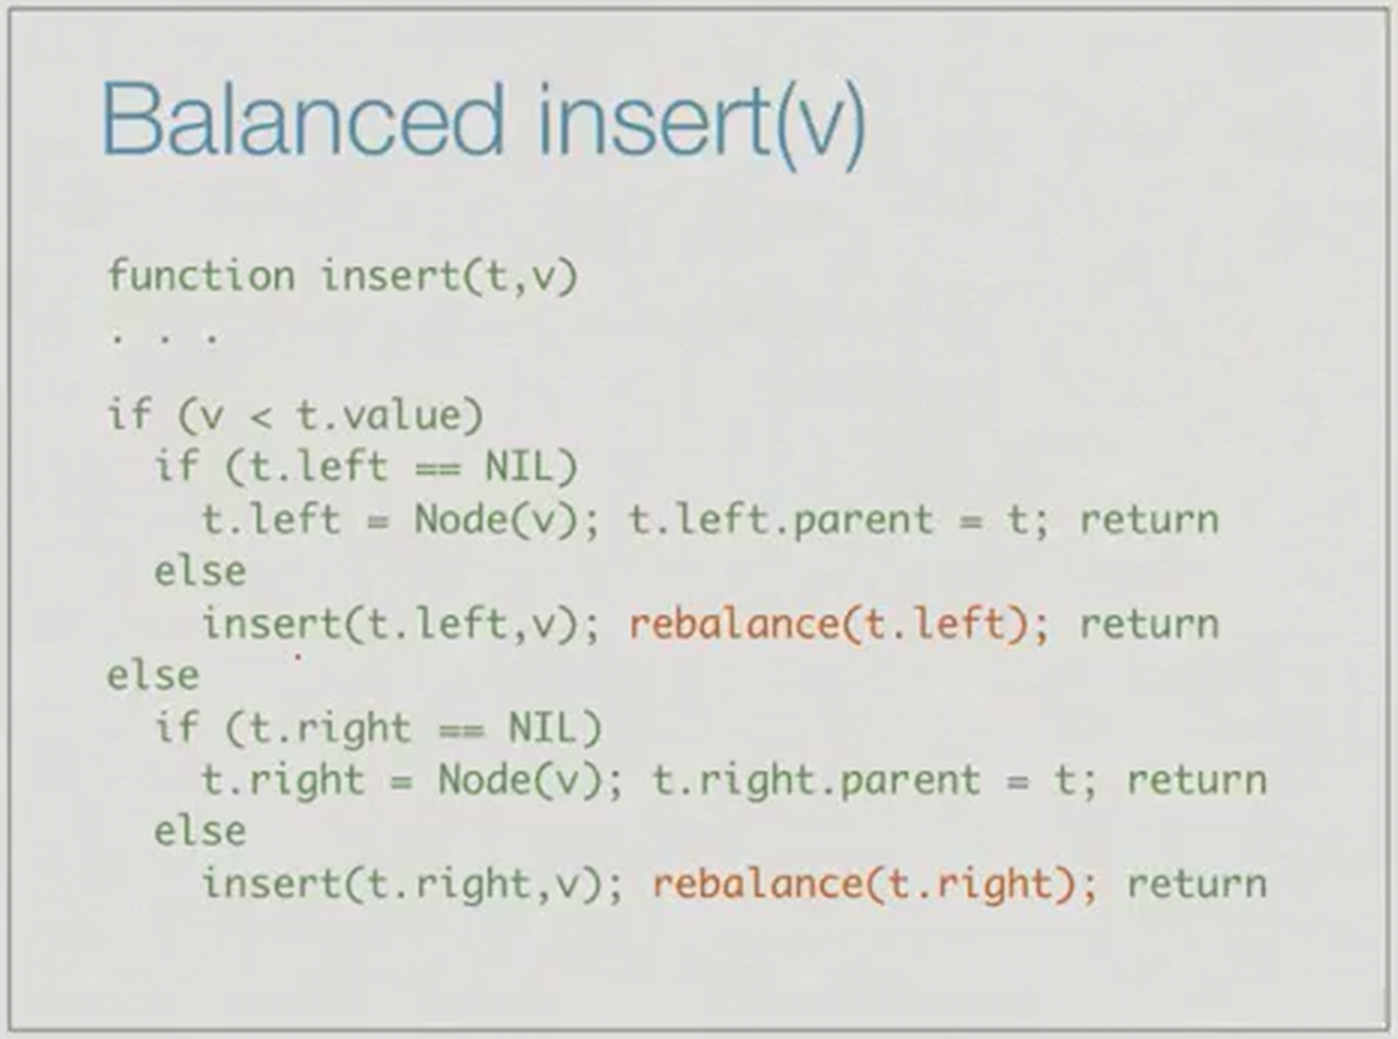 Balanced insert(v)
function insert(t,v)
. . .
if (v < t.value)
if (t.left == NIL)
t.left = Node(v); t.left.parent = t; return
else
insert(t.left,v); rebalance(t.left); return
else
if (t.right == NIL)
t.right = Node(v); t.right.parent = t; return
else
insert(t.right,v); rebalance(t.right); return